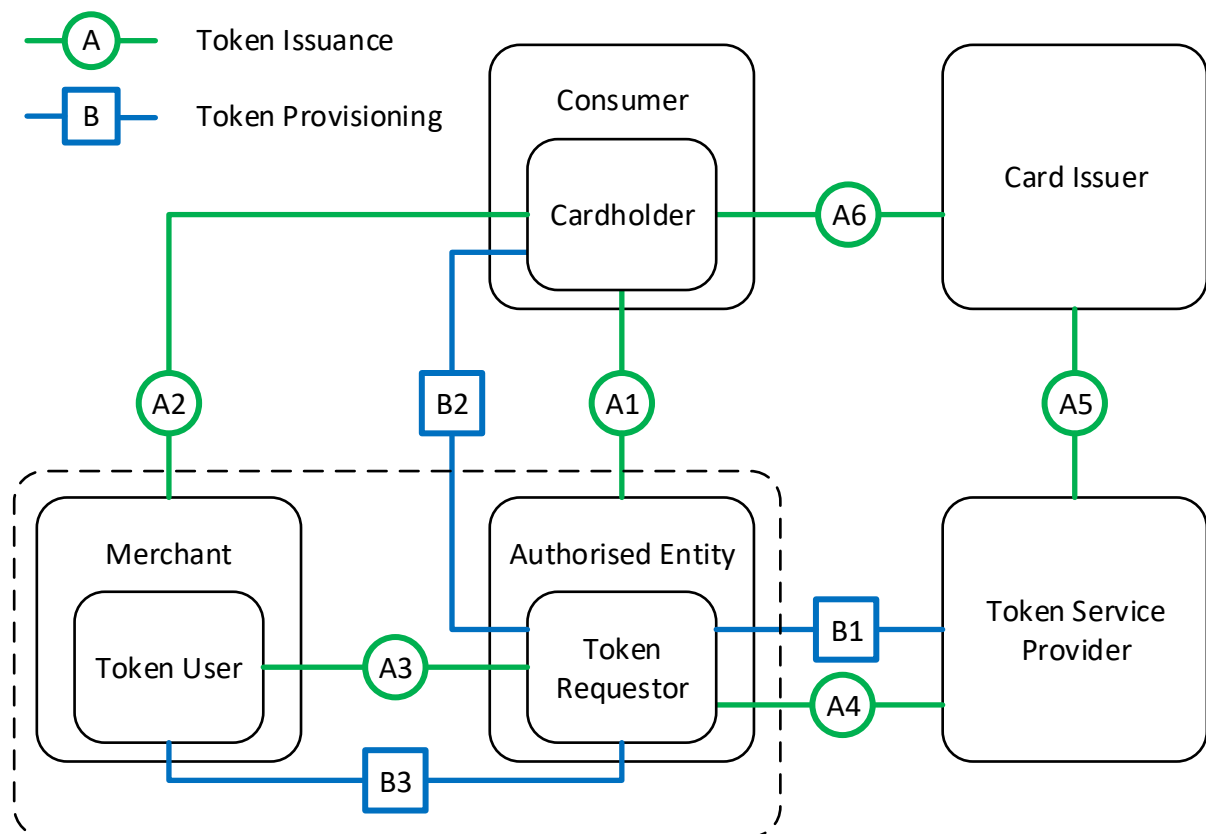 A
Token Issuance
B
Token Provisioning
Consumer
Cardholder
A6
Card Issuer
A2
B2
A1
A5
Merchant
Token User
A3
Authorised Entity
Token
Requestor
B1
A4
Token Service
Provider
B3